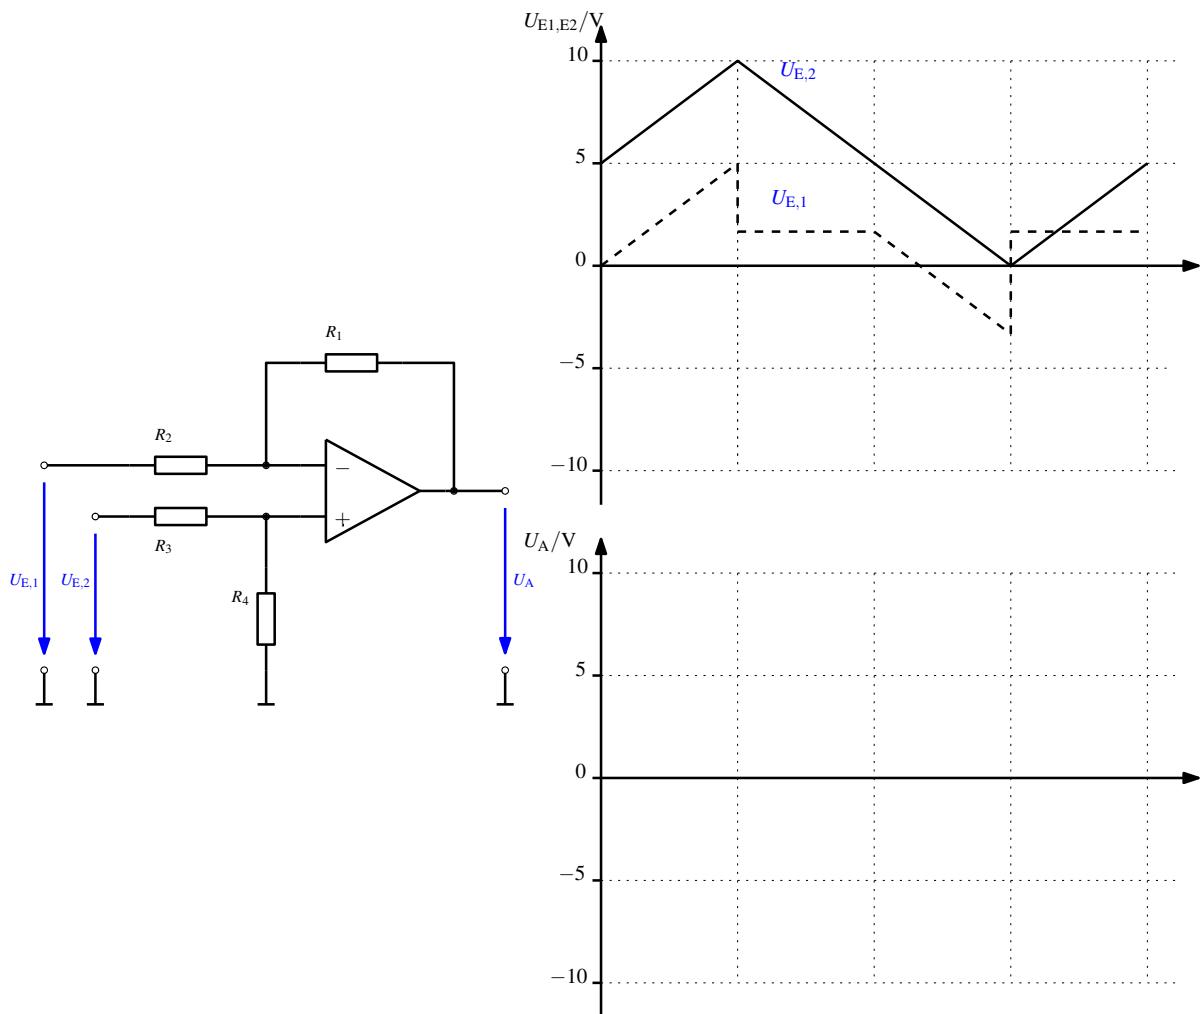 U_E1,E2/V
10
U_E,2
5
U_E,1
0
−5
−10
R_1
R_2
−
+
R_3
R_4
U_E,1
U_E,2
U_A
U_A/V
10
5
0
−5
−10